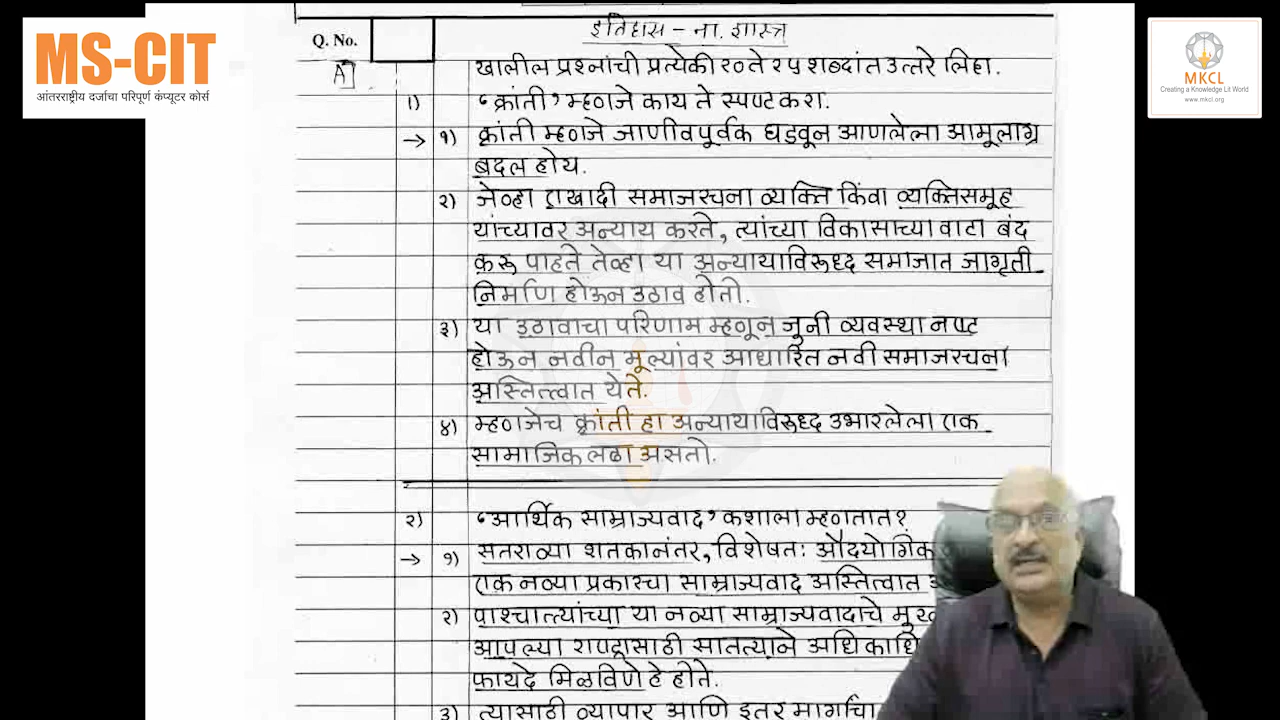 MS-CIT
आंतरराष्ट्रीय दर्जाचा परिपूर्ण कंप्यूटर कोर्स
MKCL
Creating a Knowledge Lit World
www.mkcl.org
Q. No.
इतिहास - ना. शास्त्र
A] खालील प्रश्नांची प्रत्येकी २० ते २५ शब्दांत उत्तरे लिहा.
१) 'क्रांती' म्हणजे काय ते स्पष्ट करा.
→ १) क्रांती म्हणजे जाणीवपूर्वक घडवून आणलेला आमूलाग्र
बदल होय.
२) जेव्हा एखादी समाजरचना व्यक्ति किंवा व्यक्तिसमूह
यांच्यावर अन्याय करते, त्यांच्या विकासाच्या वाटा बंद
करू पाहते तेव्हा या अन्यायाविरूध्द समाजात जागृती
निर्माण होऊन उठाव होतो.
३) या उठावाचा परिणाम म्हणून जुनी व्यवस्था नष्ट
होऊन नवीन मूल्यांवर आधारित नवी समाजरचना
अस्तित्त्वात येते.
४) म्हणजेच क्रांती हा अन्यायाविरूध्द उभारलेला एक
सामाजिक लढा असतो.
२) 'आर्थिक साम्राज्यवाद' कशाला म्हणतात?
→ १) सतराव्या शतकानंतर, विशेषतः औदयोगिक
एक नव्या प्रकारचा साम्राज्यवाद अस्तित्वात
२) पाश्चात्त्यांच्या या नव्या साम्राज्यवादाचे
आपल्या राष्ट्रासाठी सातत्याने
फायदे मिळविणे हे होते.
३) त्यासाठी व्यापार आणि इतर मार्गाचा